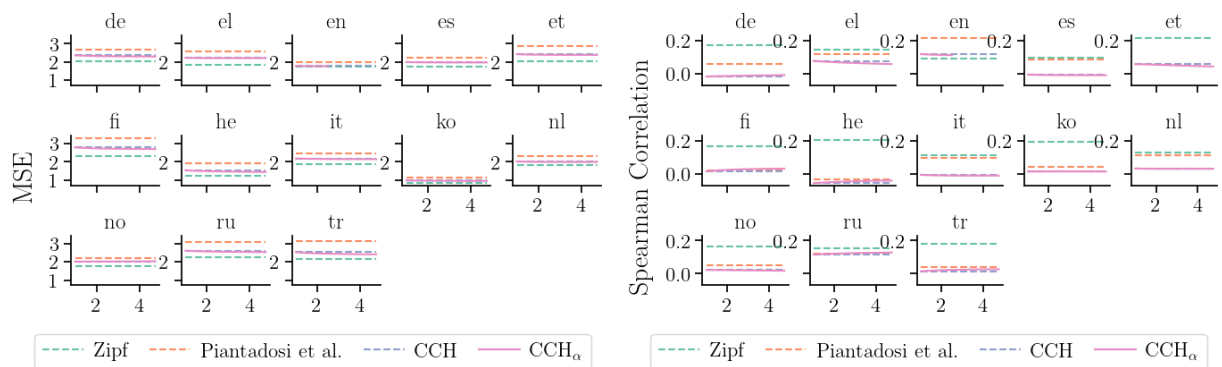 de el en es et
3
2 2 2 2 2
1
2 4 2 4 2 4
fi he it ko nl
3
2 2 2 2 2
1
2 4 2 4
no ru tr
3
2 2 2
1
2 4 2 4 2 4
MSE
Zipf Piantadosi et al. CCH CCHα
de el en es et
0.2 0.2 0.2
0.0
fi he it ko nl
0.2 0.2 0.2
0.0
2 4 2 4
no ru tr
0.2 0.2 0.2
0.0
2 4 2 4 2 4
Spearman Correlation
Zipf Piantadosi et al. CCH CCHα